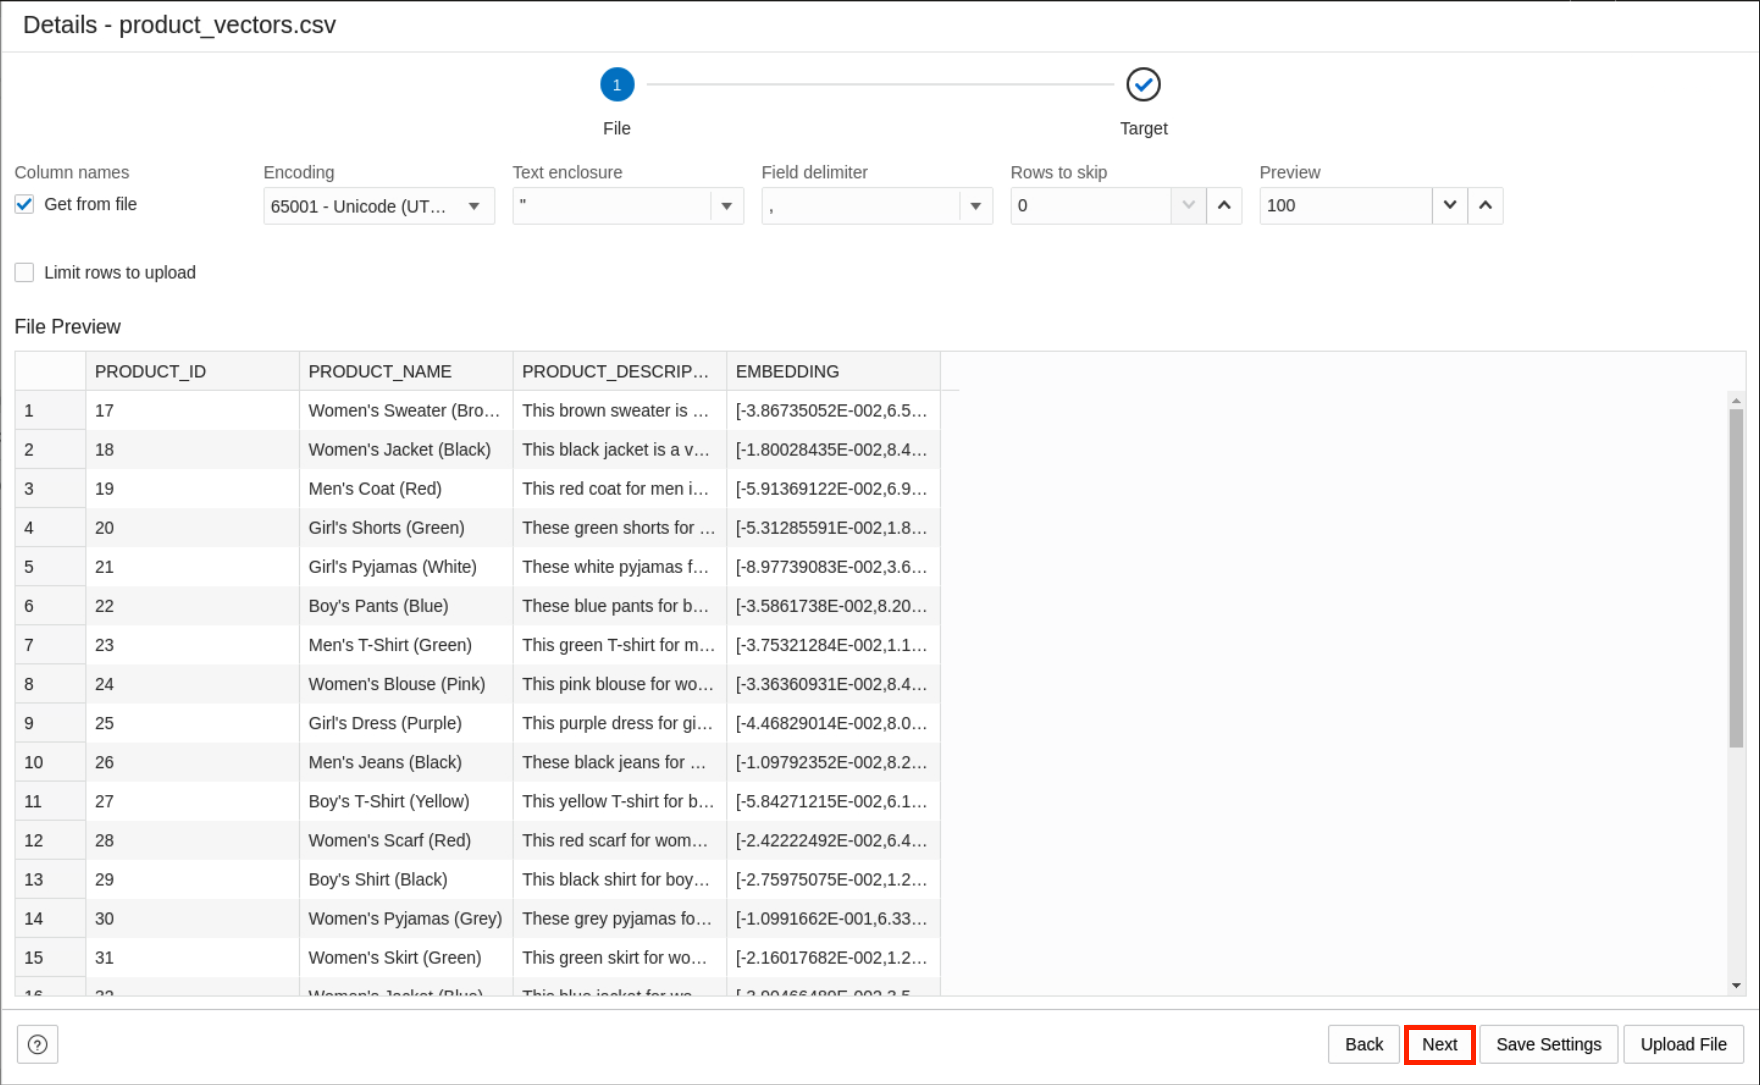 Details - product_vectors.csv
1
File
Target
Column names
Encoding
Text enclosure
Field delimiter
Rows to skip
Preview
Get from file
65001 - Unicode (UT...
"
,
0
100
Limit rows to upload
File Preview
PRODUCT_ID PRODUCT_NAME PRODUCT_DESCRIP... EMBEDDING
1 17 Women's Sweater (Bro... This brown sweater is ... [-3.86735052E-002,6.5...
2 18 Women's Jacket (Black) This black jacket is a v... [-1.80028435E-002,8.4...
3 19 Men's Coat (Red) This red coat for men i... [-5.91369122E-002,6.9...
4 20 Girl's Shorts (Green) These green shorts for ... [-5.31285591E-002,1.8...
5 21 Girl's Pyjamas (White) These white pyjamas f... [-8.97739083E-002,3.6...
6 22 Boy's Pants (Blue) These blue pants for b... [-3.5861738E-002,8.20...
7 23 Men's T-Shirt (Green) This green T-shirt for m... [-3.75321284E-002,1.1...
8 24 Women's Blouse (Pink) This pink blouse for wo... [-3.36360931E-002,8.4...
9 25 Girl's Dress (Purple) This purple dress for gi... [-4.46829014E-002,8.0...
10 26 Men's Jeans (Black) These black jeans for ... [-1.09792352E-002,8.2...
11 27 Boy's T-Shirt (Yellow) This yellow T-shirt for b... [-5.84271215E-002,6.1...
12 28 Women's Scarf (Red) This red scarf for wom... [-2.42222492E-002,6.4...
13 29 Boy's Shirt (Black) This black shirt for boy... [-2.75975075E-002,1.2...
14 30 Women's Pyjamas (Grey) These grey pyjamas fo... [-1.0991662E-001,6.33...
15 31 Women's Skirt (Green) This green skirt for wo... [-2.16017682E-002,1.2...
16 32 Women's Jacket (Blue) This blue jacket for wo...
?
Back
Next
Save Settings
Upload File